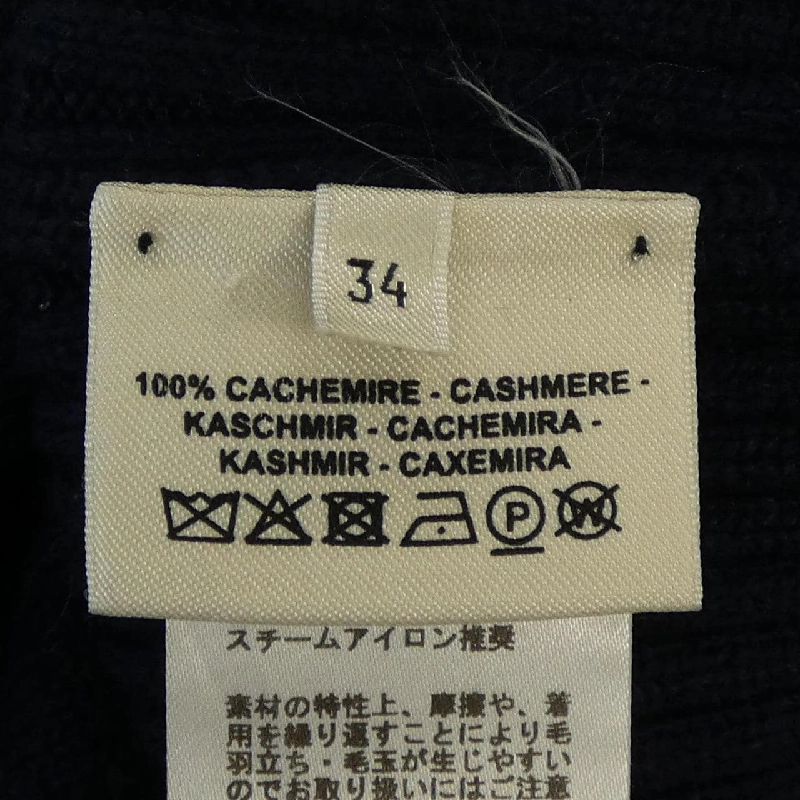 34
100% CACHEMIRE - CASHMERE -
KASCHMIR - CACHEMIRA -
KASHMIR - CAXEMIRA
P W
スチームアイロン推奨
素材の特性上、摩擦や、着
用を繰り返すことにより毛
羽立ち・毛玉が生じやすい
のでお取り扱いにはご注意